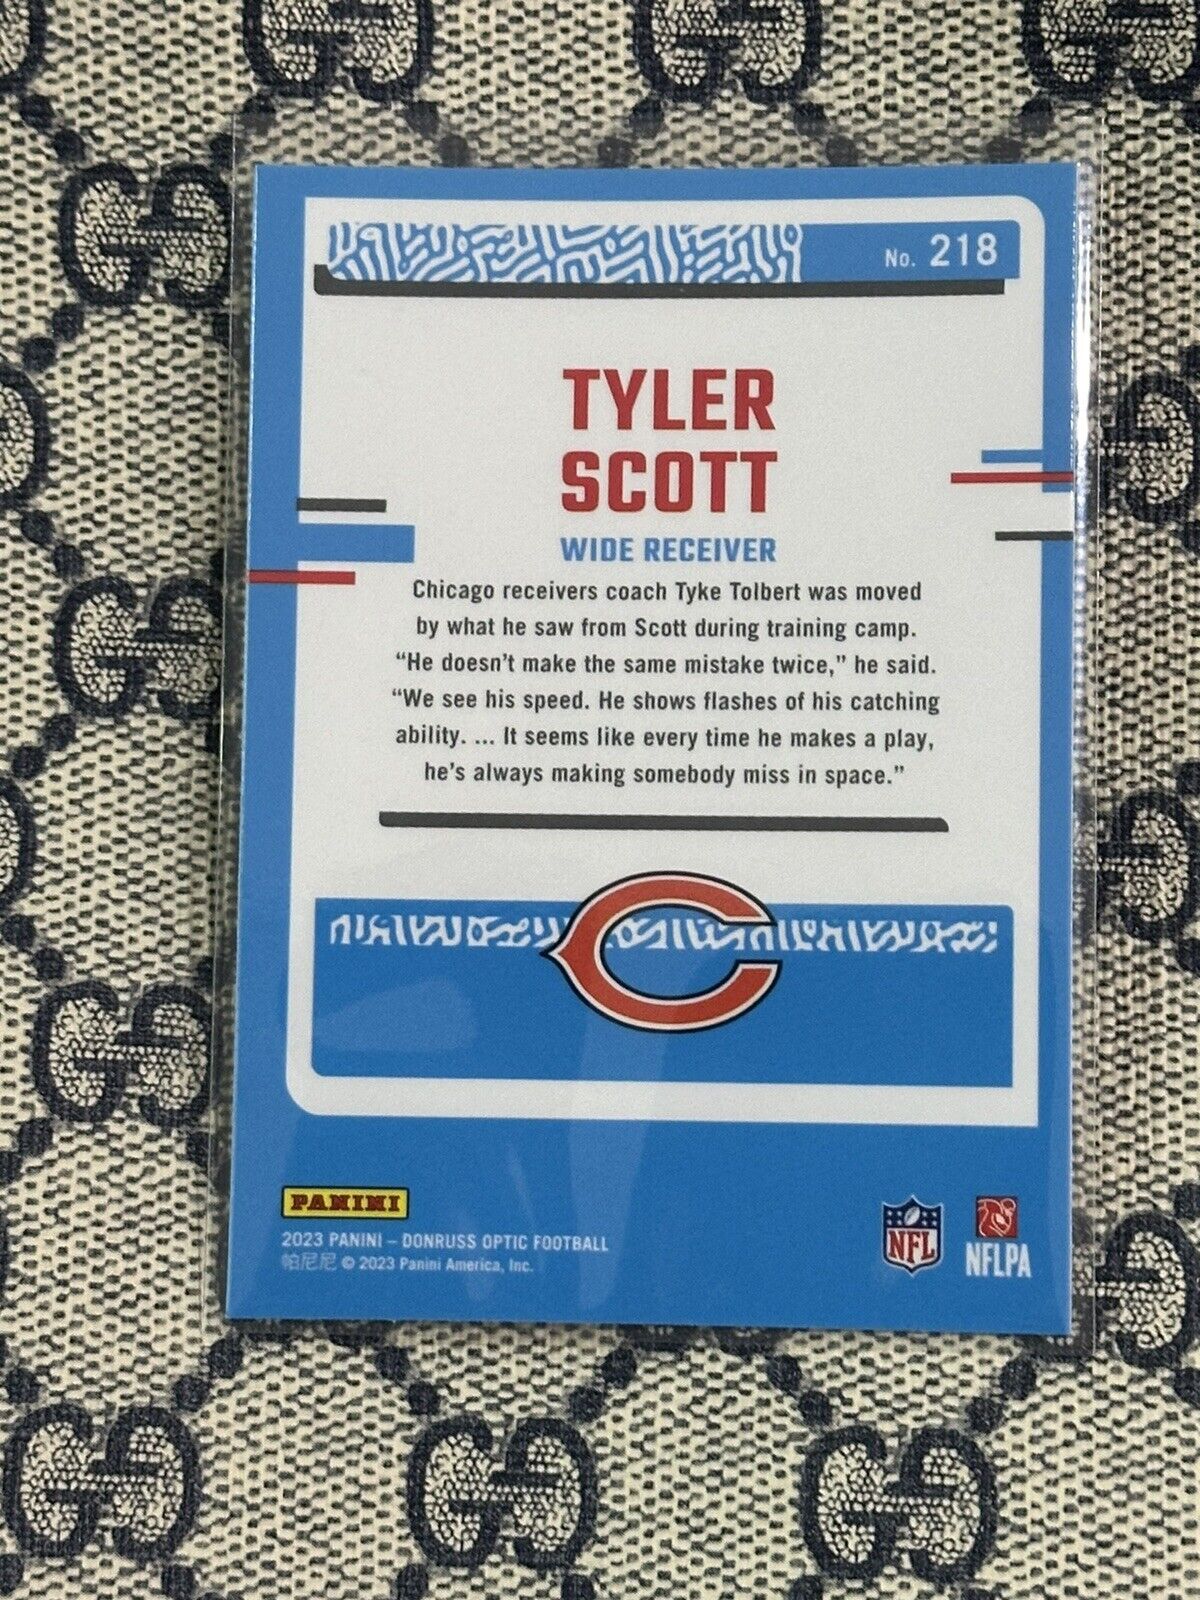 No. 218
TYLER
SCOTT
WIDE RECEIVER
Chicago receivers coach Tyke Tolbert was moved
by what he saw from Scott during training camp.
“He doesn’t make the same mistake twice,” he said.
“We see his speed. He shows flashes of his catching
ability. ... It seems like every time he makes a play,
he’s always making somebody miss in space.”
C
PANINI
2023 PANINI – DONRUSS OPTIC FOOTBALL
帕尼尼 © 2023 Panini America, Inc.
NFL
NFLPA